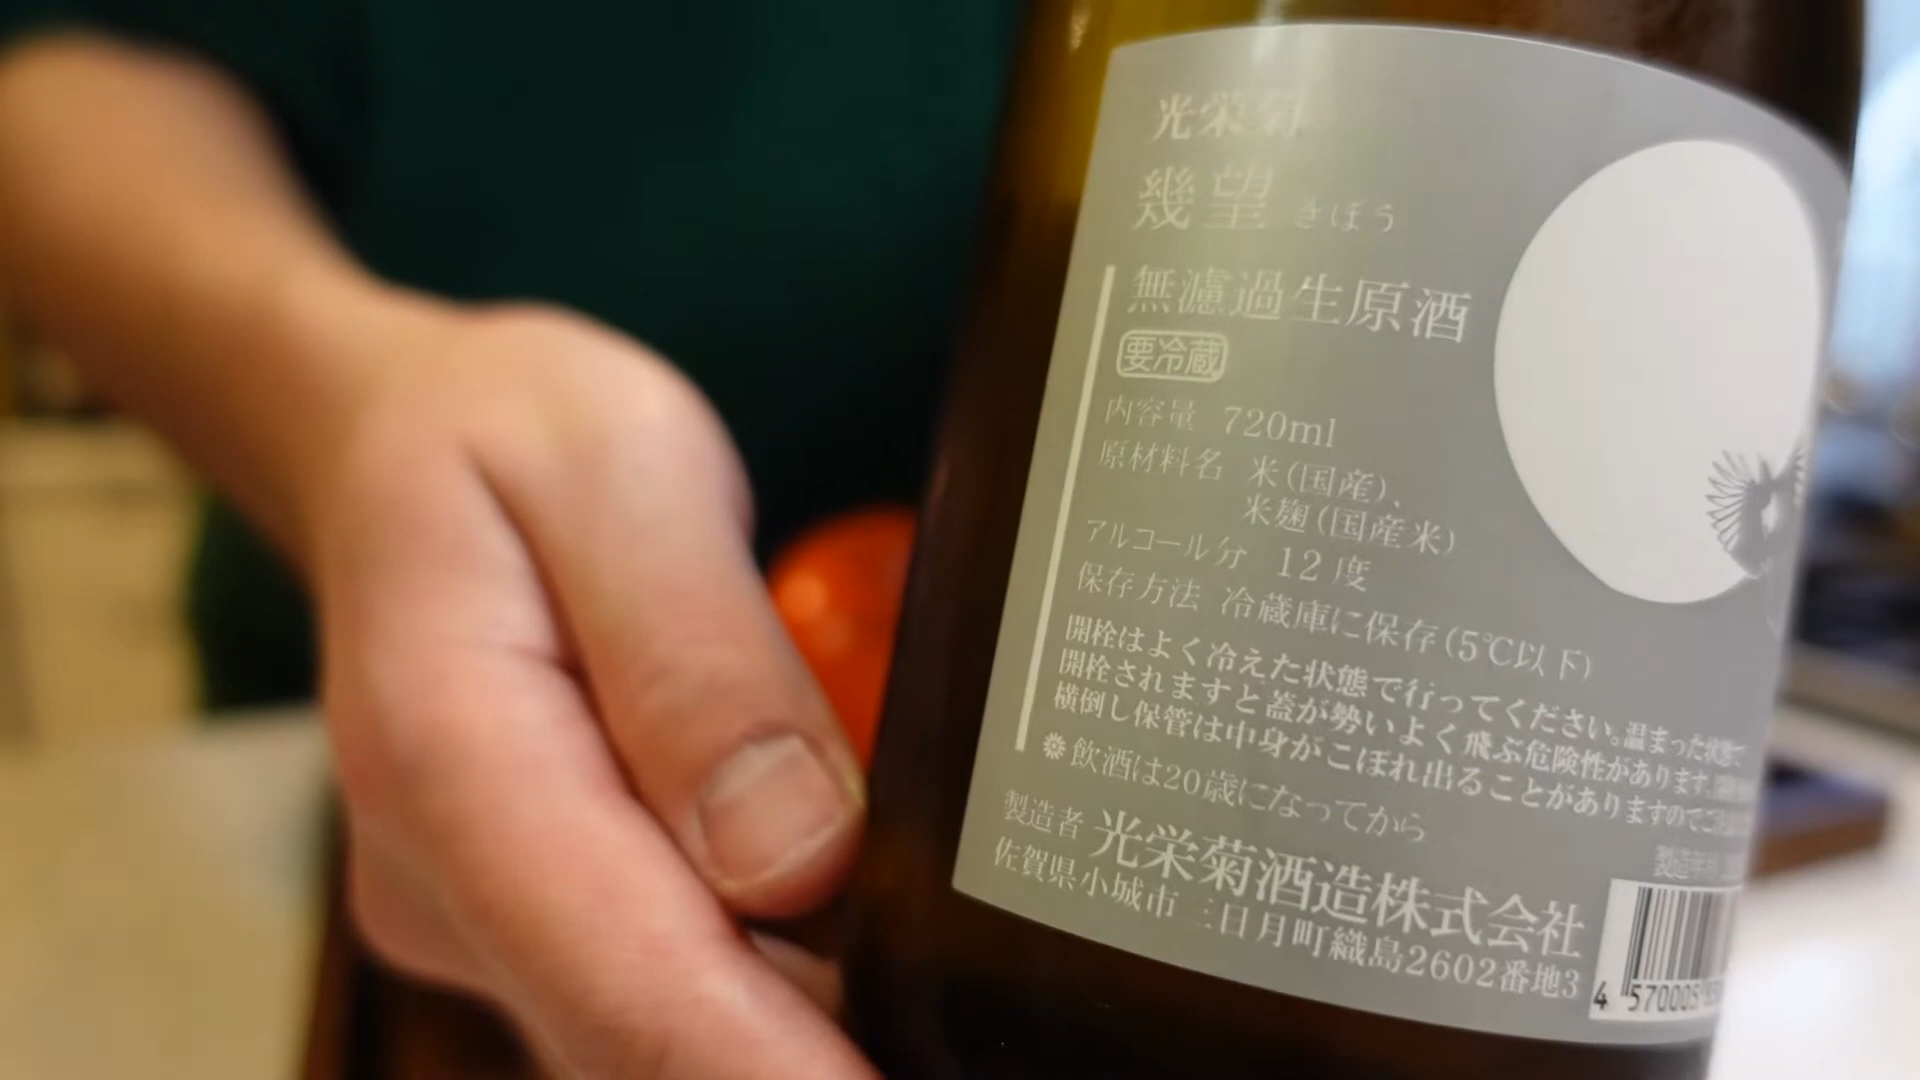 光栄菊
幾望 きぼう
無濾過生原酒
要冷蔵
内容量 720ml
原材料名 米(国産)、
米麹(国産米)
アルコール分 12度
保存方法 冷蔵庫に保存(5℃以下)
開栓はよく冷えた状態で行ってください。温まった状態で
開栓されますと蓋が勢いよく飛ぶ危険性があります。
横倒し保管は中身がこぼれ出ることがありますのでご
飲酒は20歳になってから
製造者 光栄菊酒造株式会社
佐賀県小城市三日月町織島2602番地3
製造年月
4 570005